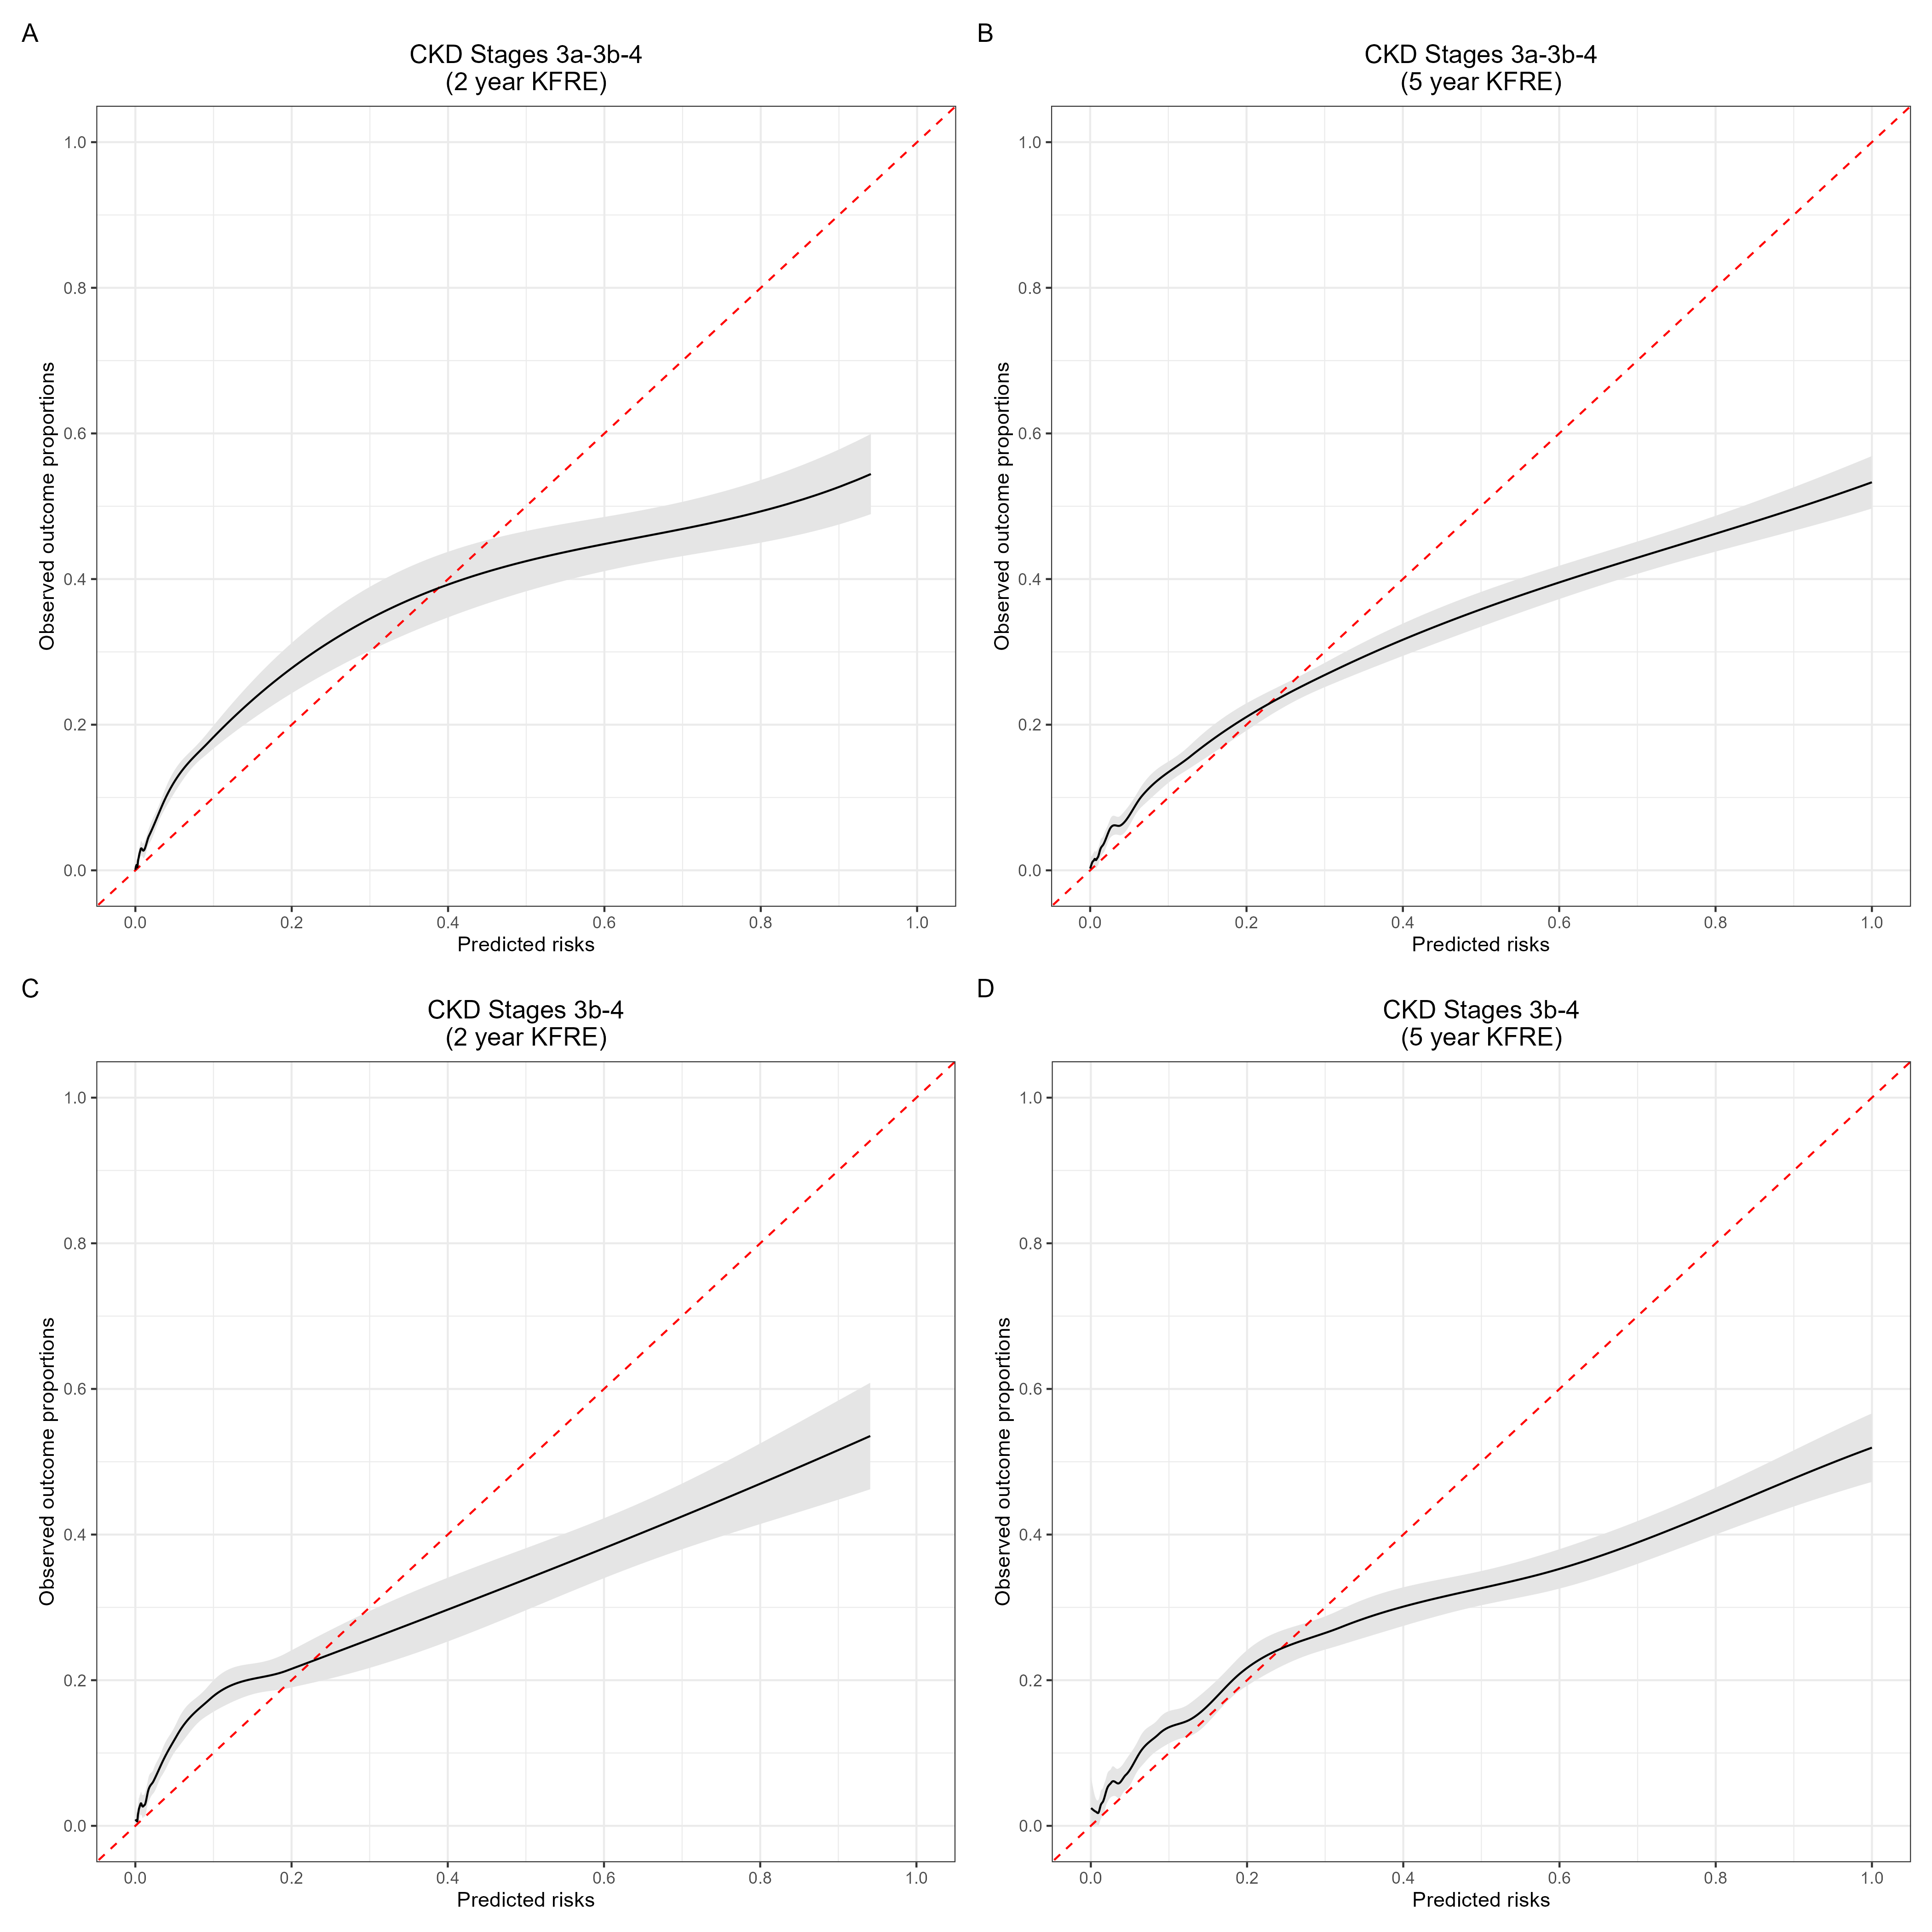 A
CKD Stages 3a-3b-4
(2 year KFRE)
Observed outcome proportions
1.0
0.8
0.6
0.4
0.2
0.0
0.0 0.2 0.4 0.6 0.8 1.0
Predicted risks
B
CKD Stages 3a-3b-4
(5 year KFRE)
Observed outcome proportions
1.0
0.8
0.6
0.4
0.2
0.0
0.0 0.2 0.4 0.6 0.8 1.0
Predicted risks
C
CKD Stages 3b-4
(2 year KFRE)
Observed outcome proportions
1.0
0.8
0.6
0.4
0.2
0.0
0.0 0.2 0.4 0.6 0.8 1.0
Predicted risks
D
CKD Stages 3b-4
(5 year KFRE)
Observed outcome proportions
1.0
0.8
0.6
0.4
0.2
0.0
0.0 0.2 0.4 0.6 0.8 1.0
Predicted risks